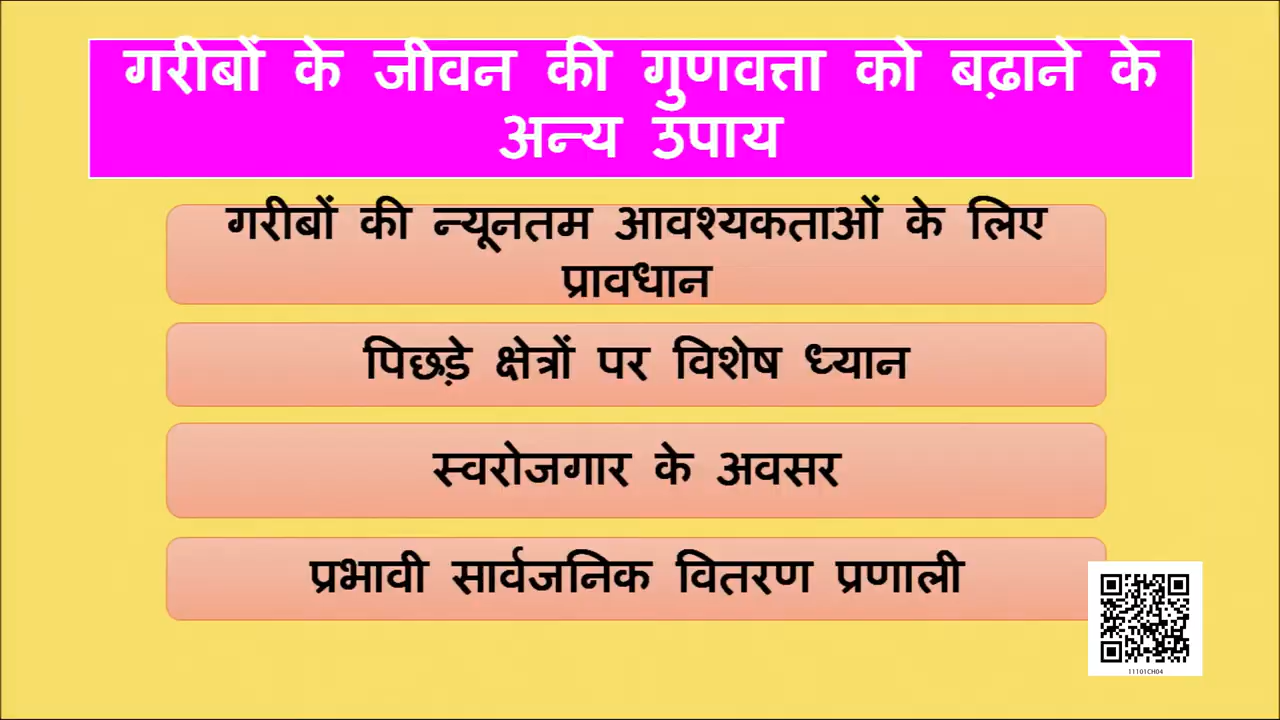 गरीबों के जीवन की गुणवत्ता को बढ़ाने के
अन्य उपाय
गरीबों की न्यूनतम आवश्यकताओं के लिए
प्रावधान
पिछड़े क्षेत्रों पर विशेष ध्यान
स्वरोजगार के अवसर
प्रभावी सार्वजनिक वितरण प्रणाली
11101CH04